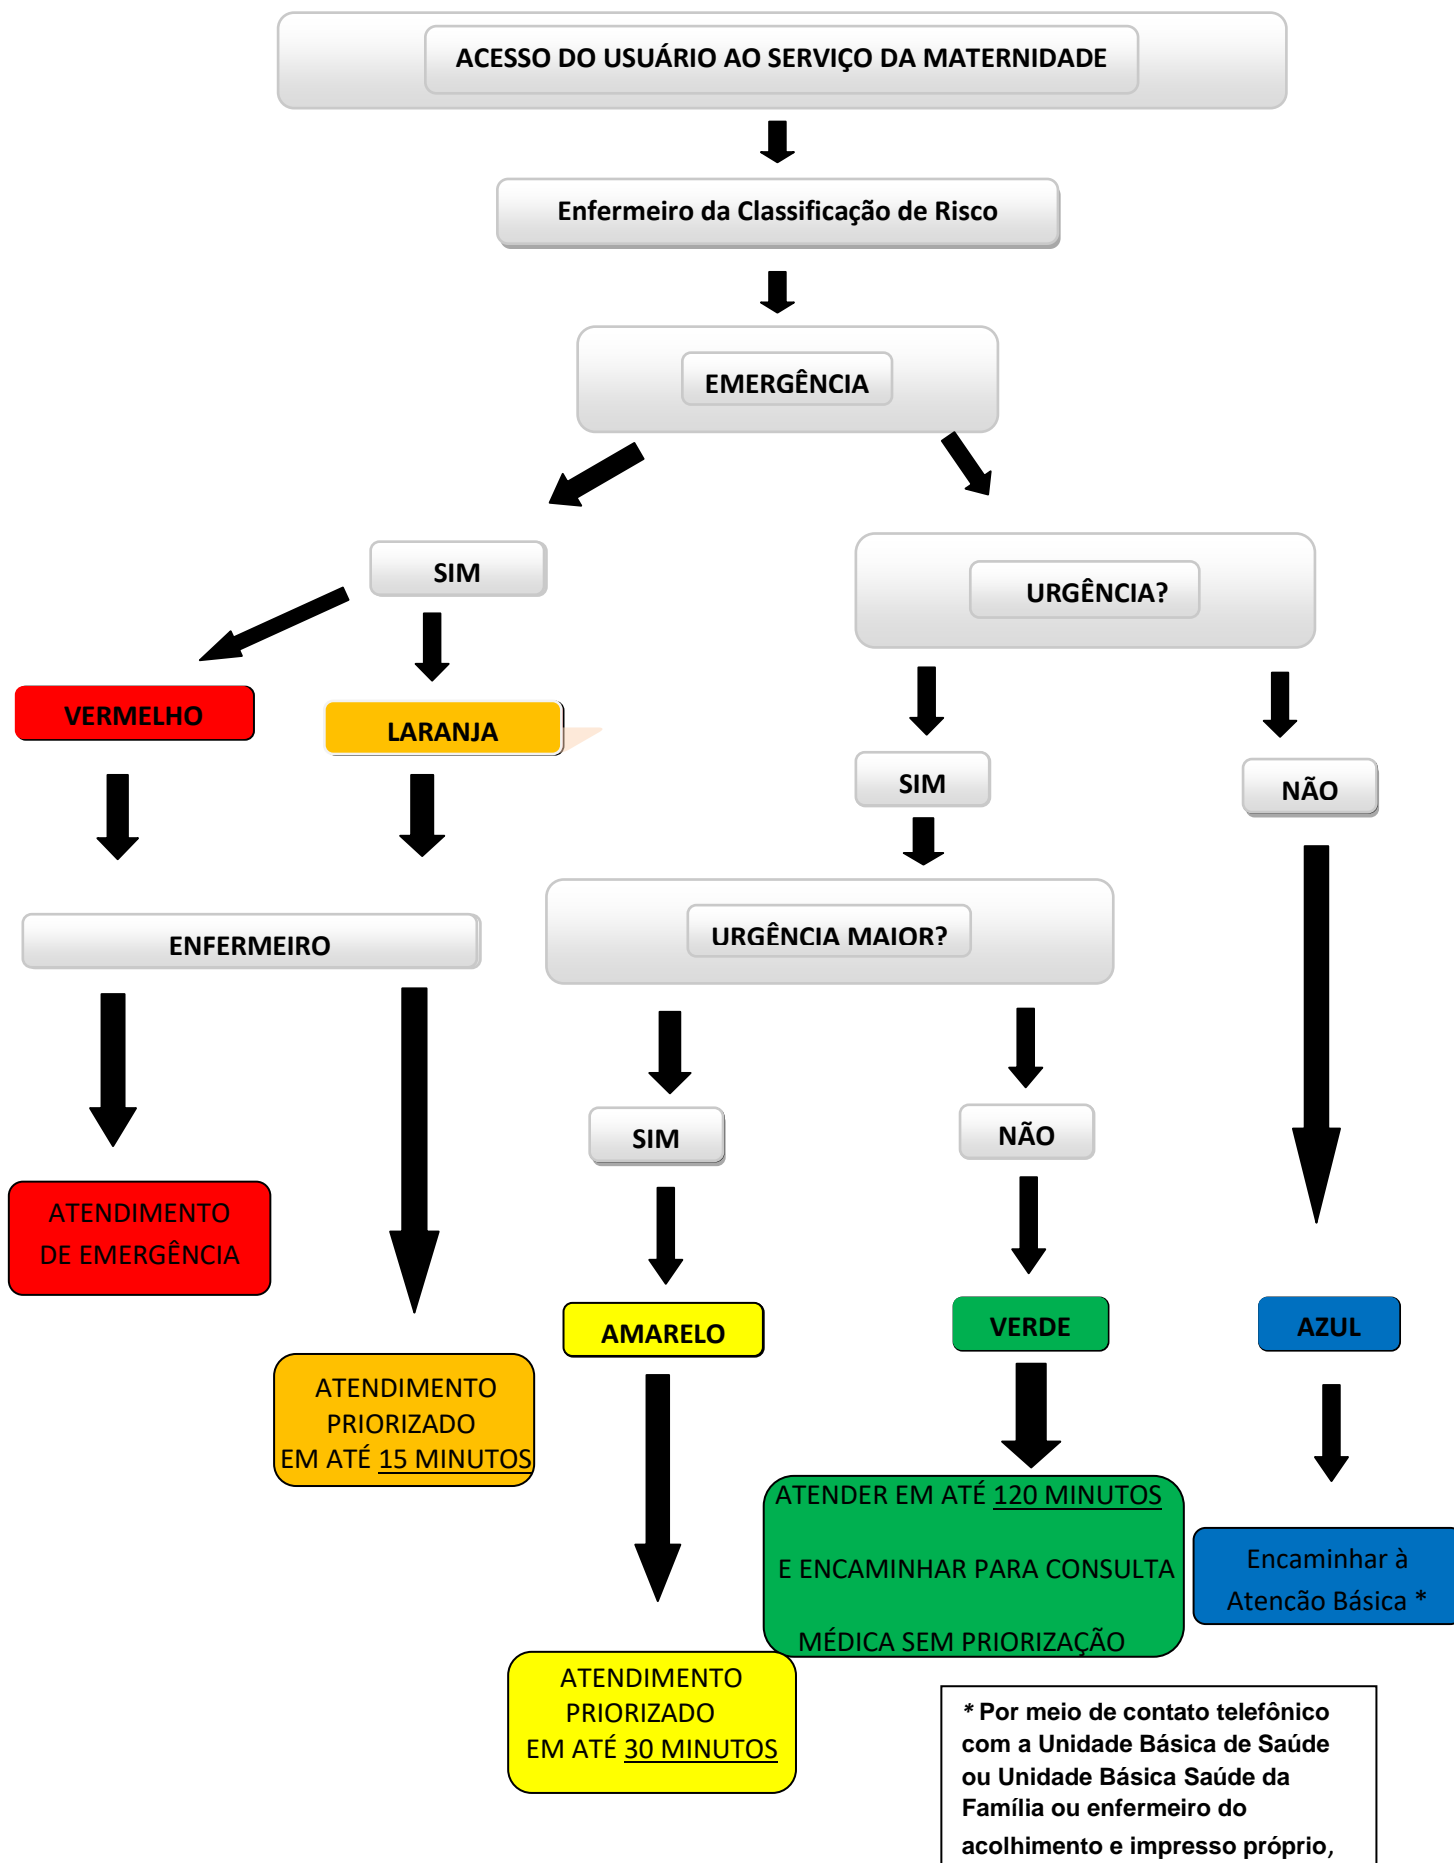 ACESSO DO USUÁRIO AO SERVIÇO DA MATERNIDADE
Enfermeiro da Classificação de Risco
EMERGÊNCIA
SIM
URGÊNCIA?
VERMELHO
LARANJA
SIM
NÃO
ENFERMEIRO
URGÊNCIA MAIOR?
SIM
NÃO
ATENDIMENTO
DE EMERGÊNCIA
AMARELO
VERDE
AZUL
ATENDIMENTO
PRIORIZADO
EM ATÉ 15 MINUTOS
ATENDER EM ATÉ 120 MINUTOS
E ENCAMINHAR PARA CONSULTA
MÉDICA SEM PRIORIZAÇÃO
Encaminhar à
Atenção Básica *
ATENDIMENTO
PRIORIZADO
EM ATÉ 30 MINUTOS
* Por meio de contato telefônico
com a Unidade Básica de Saúde
ou Unidade Básica Saúde da
Família ou enfermeiro do
acolhimento e impresso próprio,